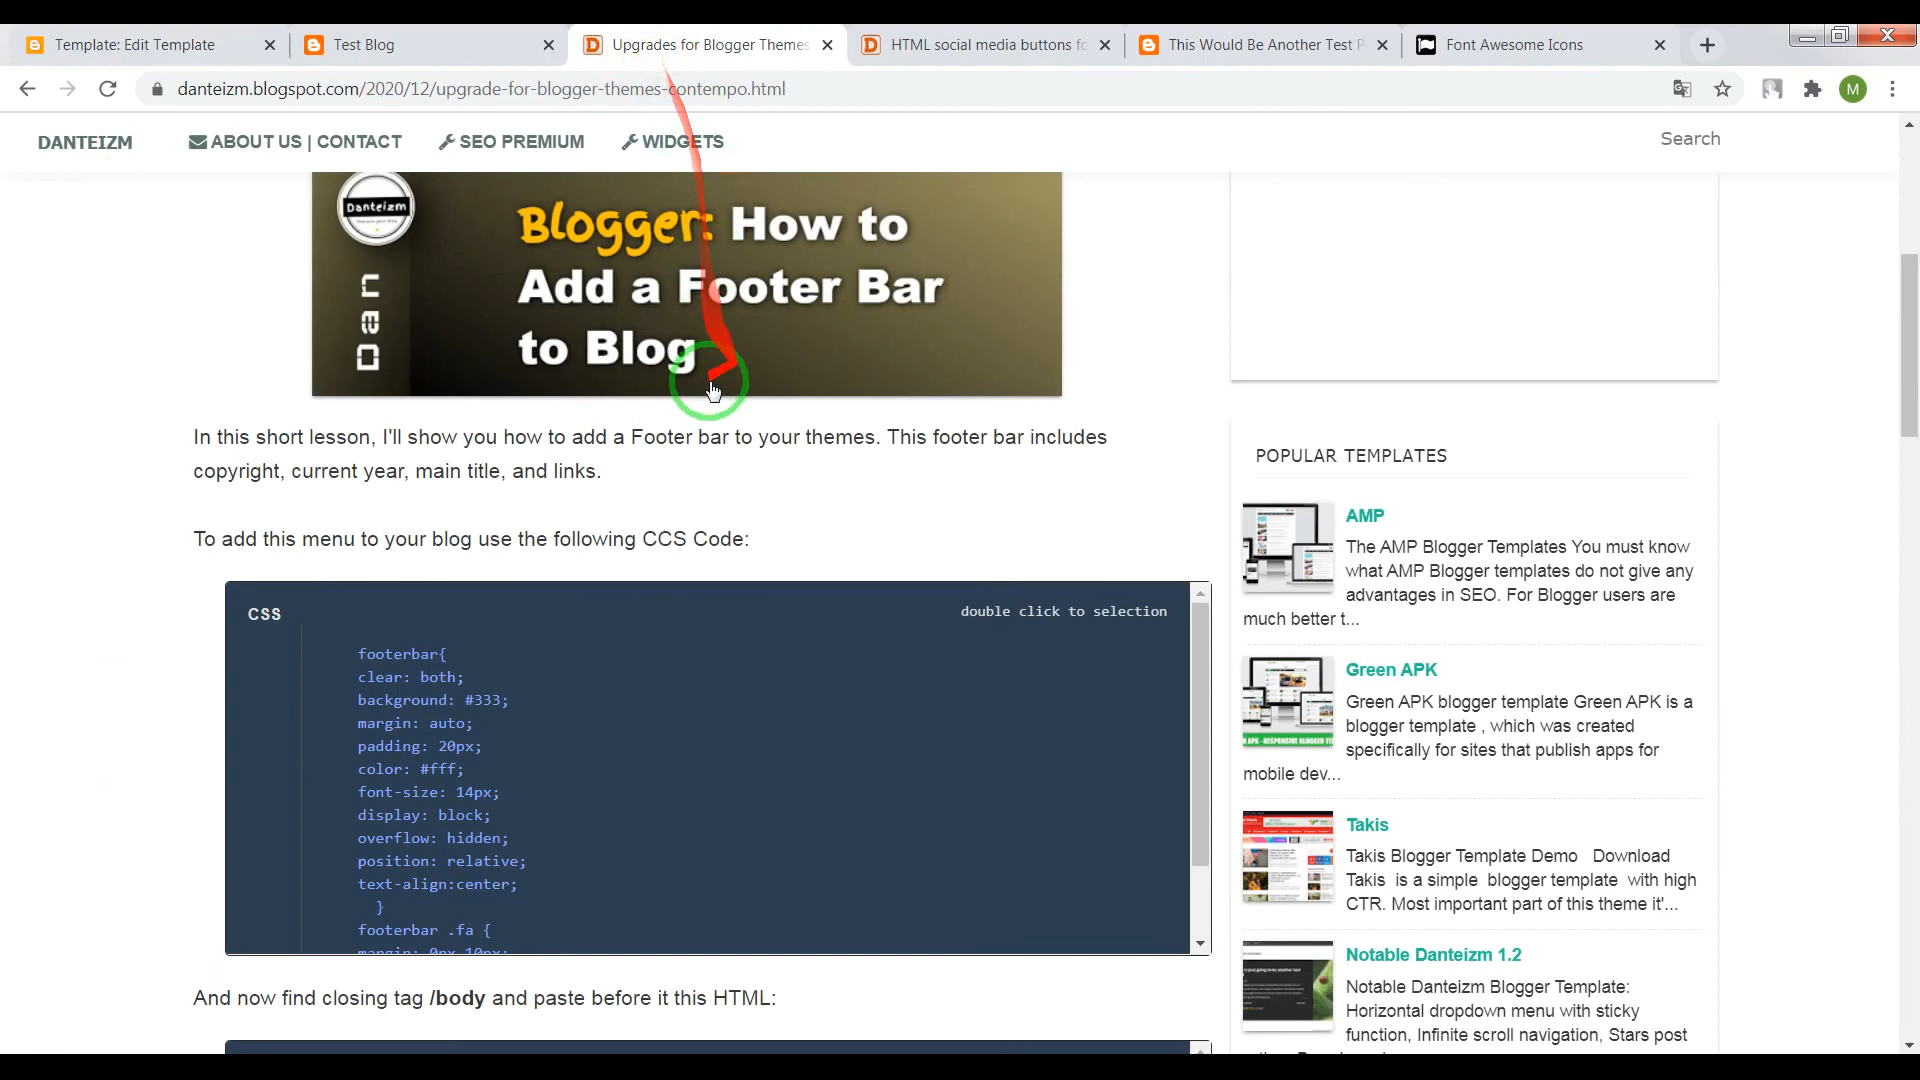 Template: Edit Template
Test Blog
Upgrades for Blogger Themes
HTML social media buttons fo
This Would Be Another Test P
Font Awesome Icons
danteizm.blogspot.com/2020/12/upgrade-for-blogger-themes-contempo.html
M
DANTEIZM
ABOUT US | CONTACT
SEO PREMIUM
WIDGETS
Search
Danteizm
Dan
Blogger: How to
Add a Footer Bar
to Blog
In this short lesson, I'll show you how to add a Footer bar to your themes. This footer bar includes
copyright, current year, main title, and links.
To add this menu to your blog use the following CCS Code:
CSS
double click to selection
footerbar{
clear: both;
background: #333;
margin: auto;
padding: 20px;
color: #fff;
font-size: 14px;
display: block;
overflow: hidden;
position: relative;
text-align:center;
}
footerbar .fa {
margin: 0px 10px;
And now find closing tag /body and paste before it this HTML:
POPULAR TEMPLATES
AMP
The AMP Blogger Templates You must know
what AMP Blogger templates do not give any
advantages in SEO. For Blogger users are
much better t...
Green APK
Green APK blogger template Green APK is a
blogger template , which was created
specifically for sites that publish apps for
mobile dev...
Takis
Takis Blogger Template Demo Download
Takis is a simple blogger template with high
CTR. Most important part of this theme it'...
Notable Danteizm 1.2
Notable Danteizm Blogger Template:
Horizontal dropdown menu with sticky
function, Infinite scroll navigation, Stars post